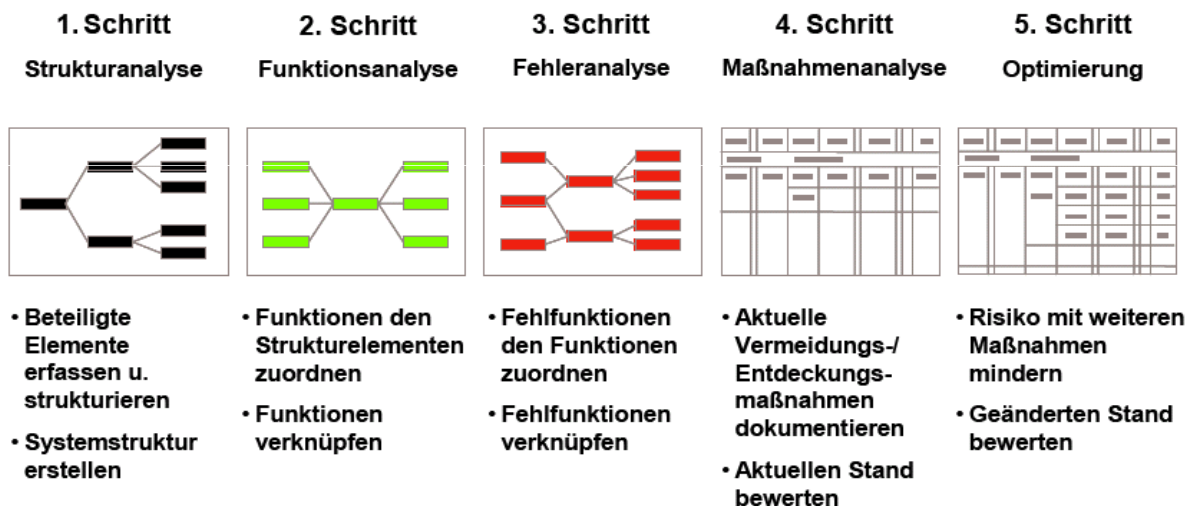 1. Schritt
Strukturanalyse
• Beteiligte
Elemente
erfassen u.
strukturieren
• Systemstruktur
erstellen
2. Schritt
Funktionsanalyse
• Funktionen den
Strukturelementen
zuordnen
• Funktionen
verknüpfen
3. Schritt
Fehleranalyse
• Fehlfunktionen
den Funktionen
zuordnen
• Fehlfunktionen
verknüpfen
4. Schritt
Maßnahmenanalyse
• Aktuelle
Vermeidungs-/
Entdeckungs-
maßnahmen
dokumentieren
• Aktuellen Stand
bewerten
5. Schritt
Optimierung
• Risiko mit weiteren
Maßnahmen
mindern
• Geänderten Stand
bewerten